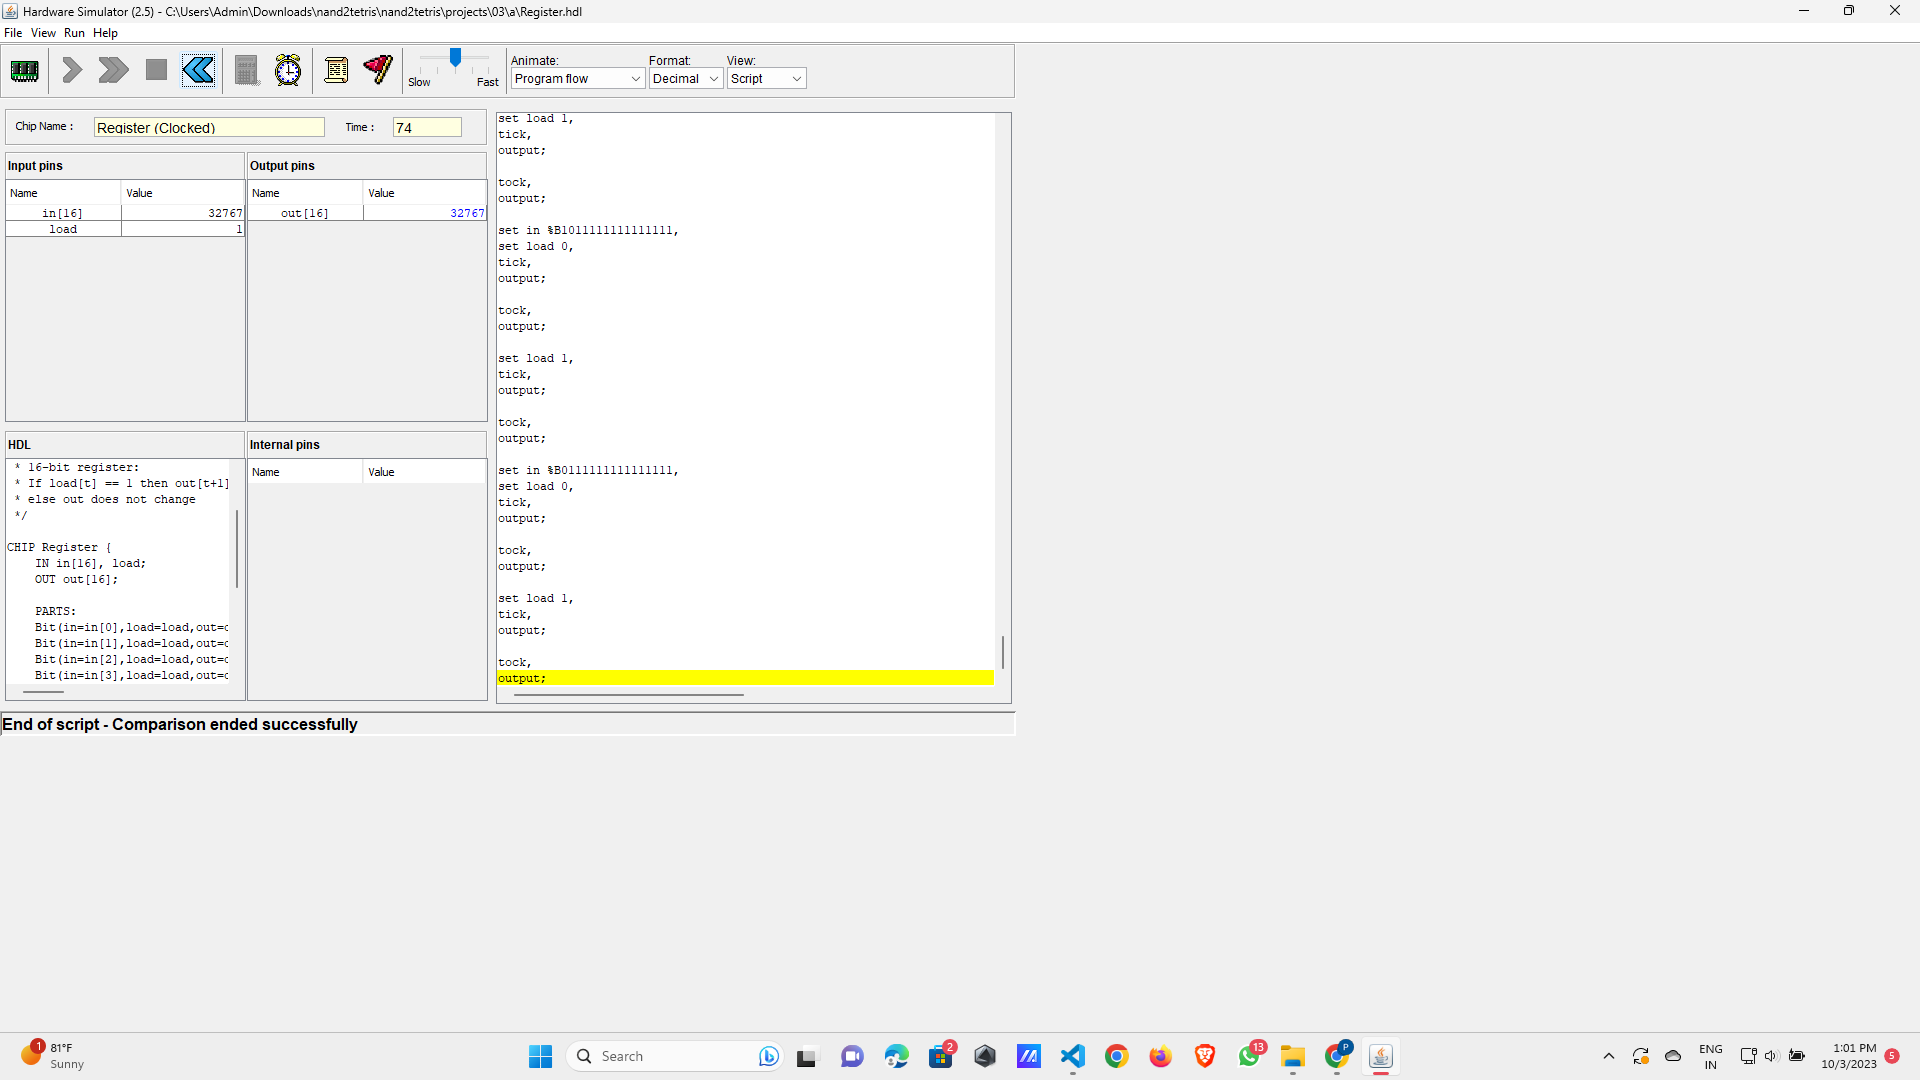 Hardware Simulator (2.5) - C:\Users\Admin\Downloads\nand2tetris\nand2tetris\projects\03\a\Register.hdl
File View Run Help
Slow Fast
Animate: Format: View:
Program flow Decimal Script
Chip Name : Register (Clocked) Time : 74
Input pins
Name Value
in[16] 32767
load 1
Output pins
Name Value
out[16] 32767
HDL
* 16-bit register:
* If load[t] == 1 then out[t+1]
* else out does not change
*/
CHIP Register {
IN in[16], load;
OUT out[16];
PARTS:
Bit(in=in[0],load=load,out=o
Bit(in=in[1],load=load,out=o
Bit(in=in[2],load=load,out=o
Bit(in=in[3],load=load,out=o
Internal pins
Name Value
set load 1,
tick,
output;
tock,
output;
set in %B1011111111111111,
set load 0,
tick,
output;
tock,
output;
set load 1,
tick,
output;
tock,
output;
set in %B0111111111111111,
set load 0,
tick,
output;
tock,
output;
set load 1,
tick,
output;
tock,
output;
End of script - Comparison ended successfully
1
81°F
Sunny
Search
2
13
P
ENG
IN
1:01 PM
10/3/2023
5